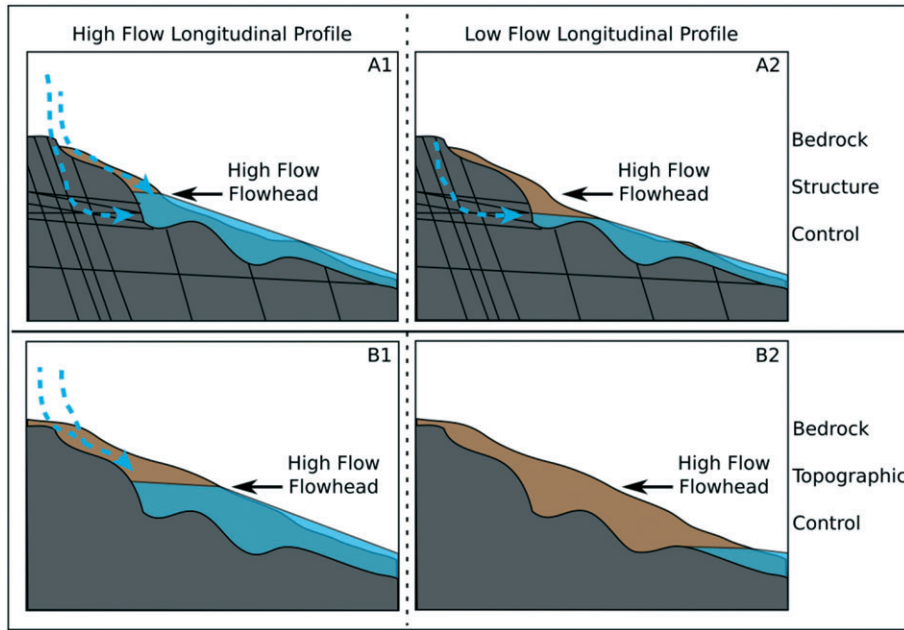 High Flow Longitudinal Profile
Low Flow Longitudinal Profile
A1
High Flow
Flowhead
A2
High Flow
Flowhead
Bedrock
Structure
Control
B1
High Flow
Flowhead
B2
High Flow
Flowhead
Bedrock
Topographic
Control